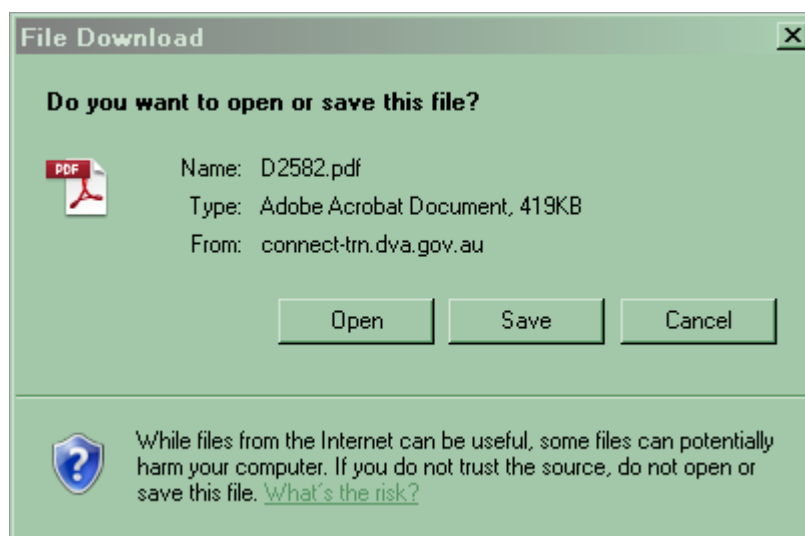 File Download
Do you want to open or save this file?
PDF
Name: D2582.pdf
Type: Adobe Acrobat Document, 419KB
From: connect-trn.dva.gov.au
Open Save Cancel
While files from the Internet can be useful, some files can potentially
harm your computer. If you do not trust the source, do not open or
save this file. What's the risk?